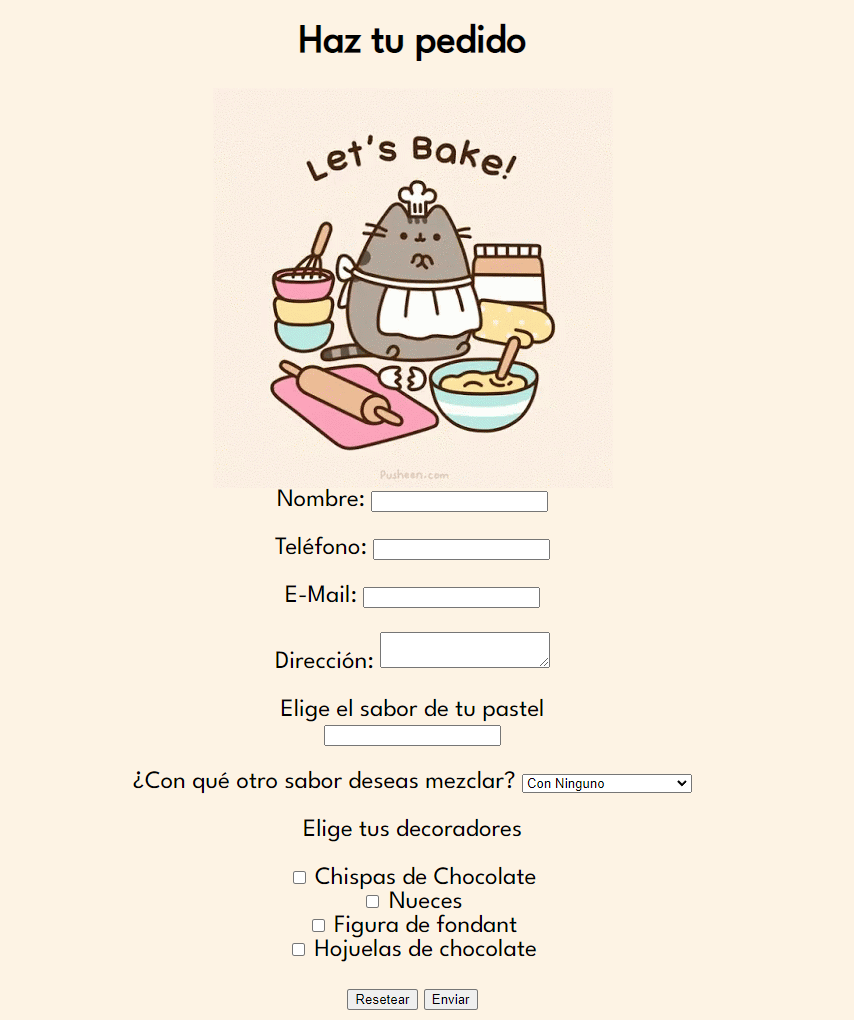 Haz tu pedido
Let's Bake!
Pusheen.com
Nombre:
Teléfono:
E-Mail:
Dirección:
Elige el sabor de tu pastel
¿Con qué otro sabor deseas mezclar? Con Ninguno
Elige tus decoradores
Chispas de Chocolate
Nueces
Figura de fondant
Hojuelas de chocolate
Resetear Enviar